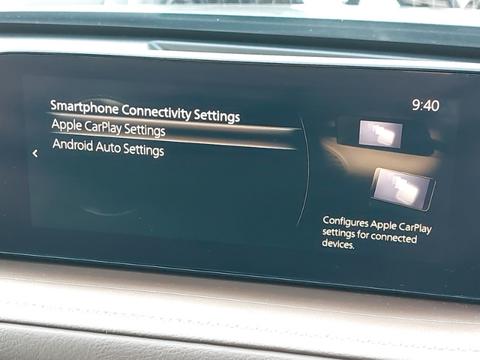 Smartphone Connectivity Settings
9:40
Apple CarPlay Settings
Android Auto Settings
Configures Apple CarPlay
settings for connected
devices.